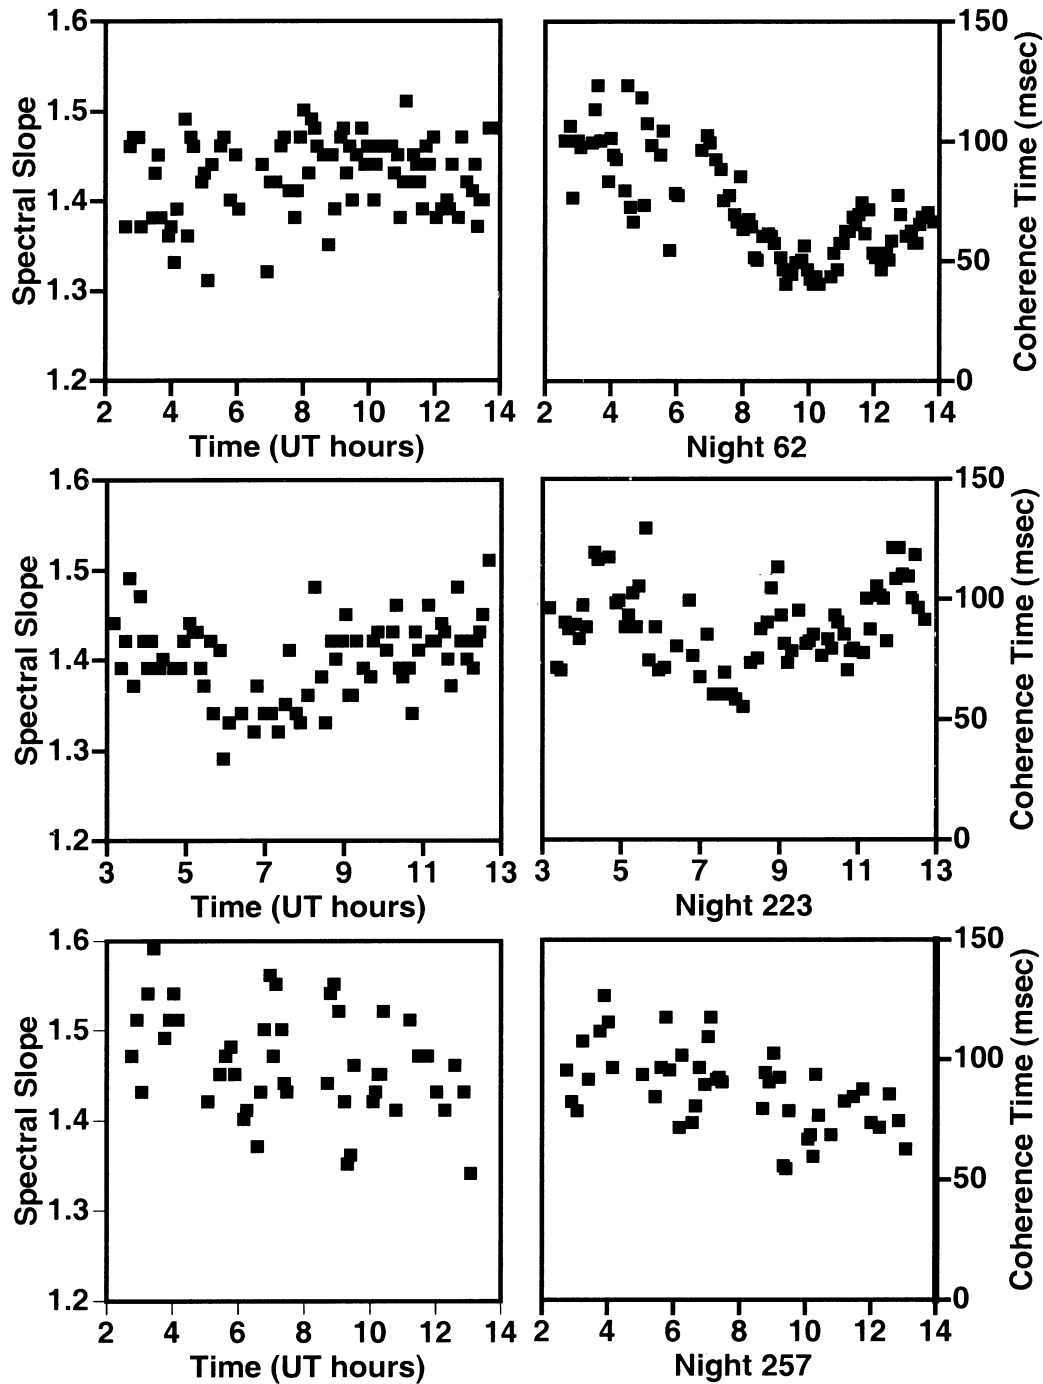 1.6
1.5
1.4
1.3
1.2
Spectral Slope
2 4 6 8 10 12 14
Time (UT hours)
150
100
50
0
Coherence Time (msec)
2 4 6 8 10 12 14
Night 62
1.6
1.5
1.4
1.3
1.2
Spectral Slope
3 5 7 9 11 13
Time (UT hours)
150
100
50
0
Coherence Time (msec)
3 5 7 9 11 13
Night 223
1.6
1.5
1.4
1.3
1.2
Spectral Slope
2 4 6 8 10 12 14
Time (UT hours)
150
100
50
0
Coherence Time (msec)
2 4 6 8 10 12 14
Night 257